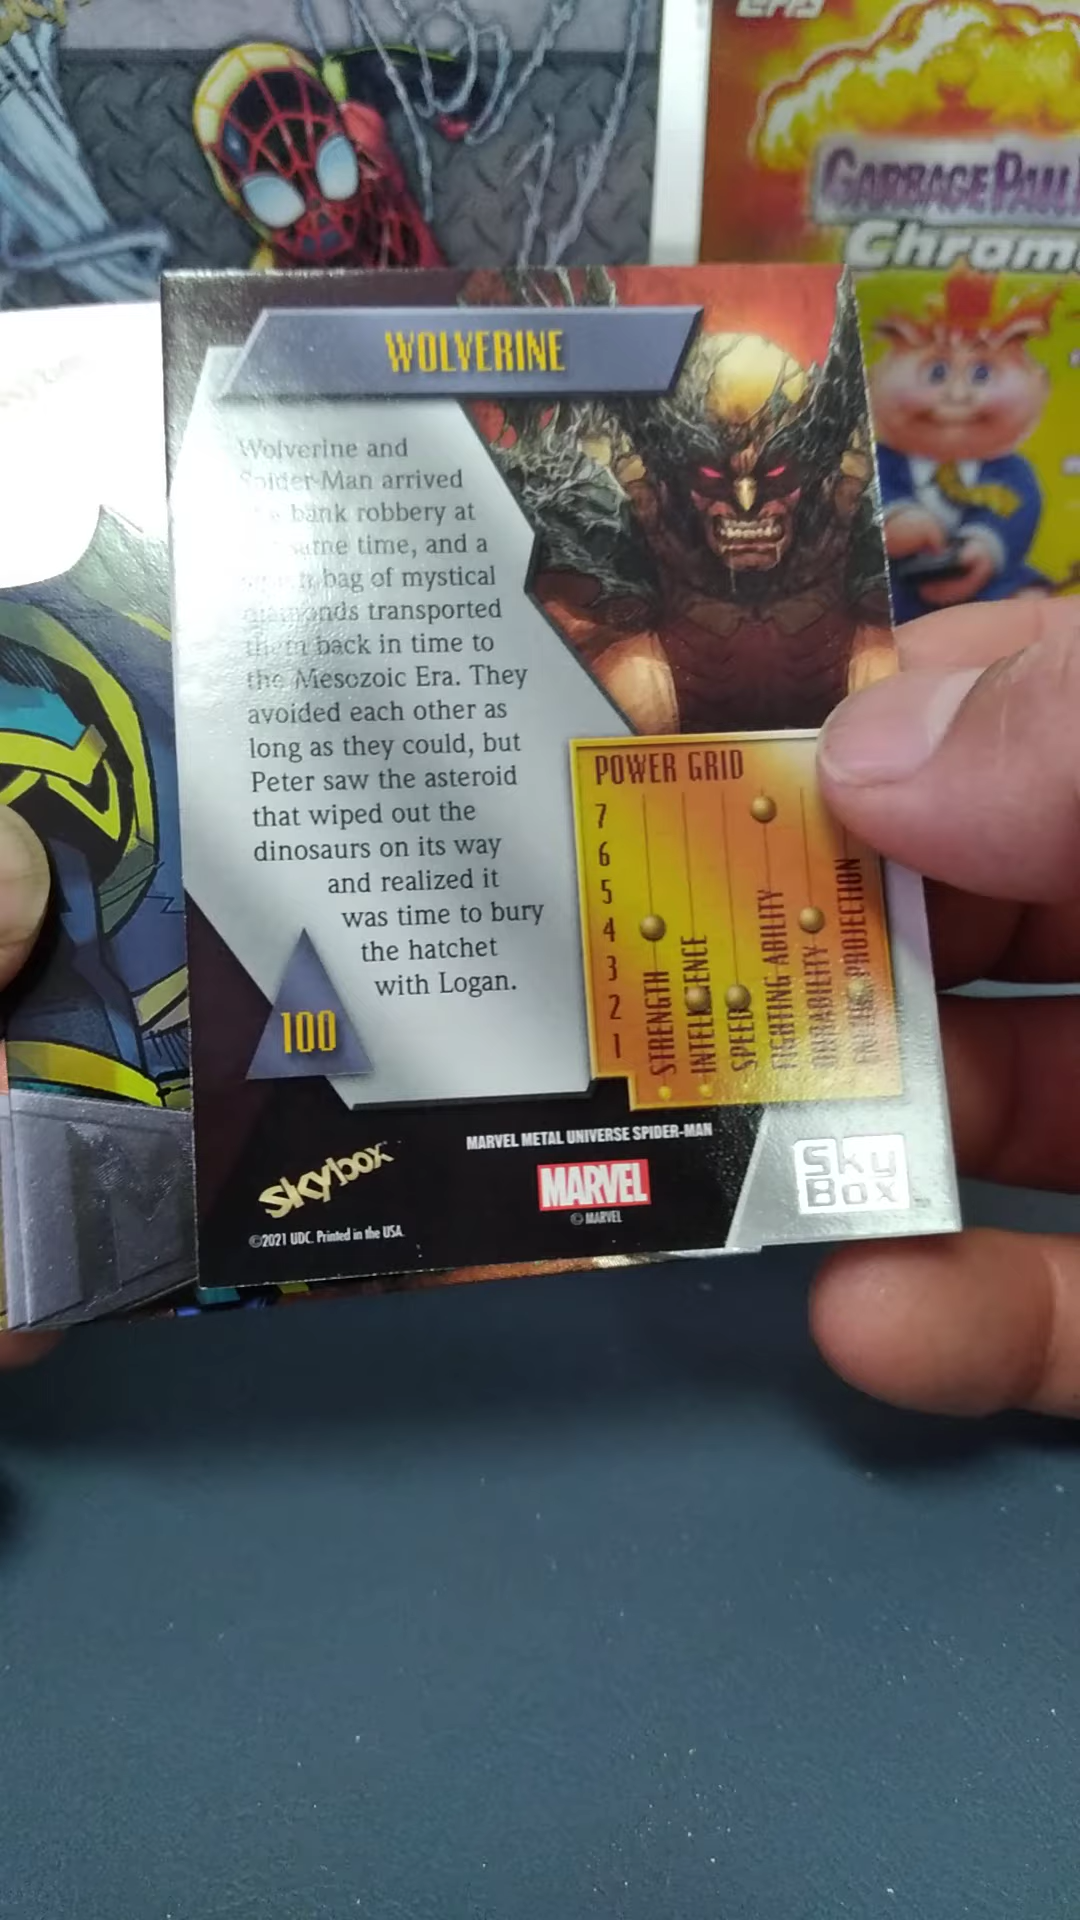 GARBAGE PAIL
Chrom
WOLVERINE
Wolverine and
Spider-Man arrived
bank robbery at
same time, and a
bag of mystical
diamonds transported
them back in time to
the Mesozoic Era. They
avoided each other as
long as they could, but
Peter saw the asteroid
that wiped out the
dinosaurs on its way
and realized it
was time to bury
the hatchet
with Logan.
100
POWER GRID
7
6
5
4
3
2
1
STRENGTH
INTELLIGENCE
SPEED
FIGHTING ABILITY
DURABILITY
PROJECTION
skybox
MARVEL METAL UNIVERSE SPIDER-MAN
MARVEL
© MARVEL
Sky
Box
©2021 UDC. Printed in the USA.